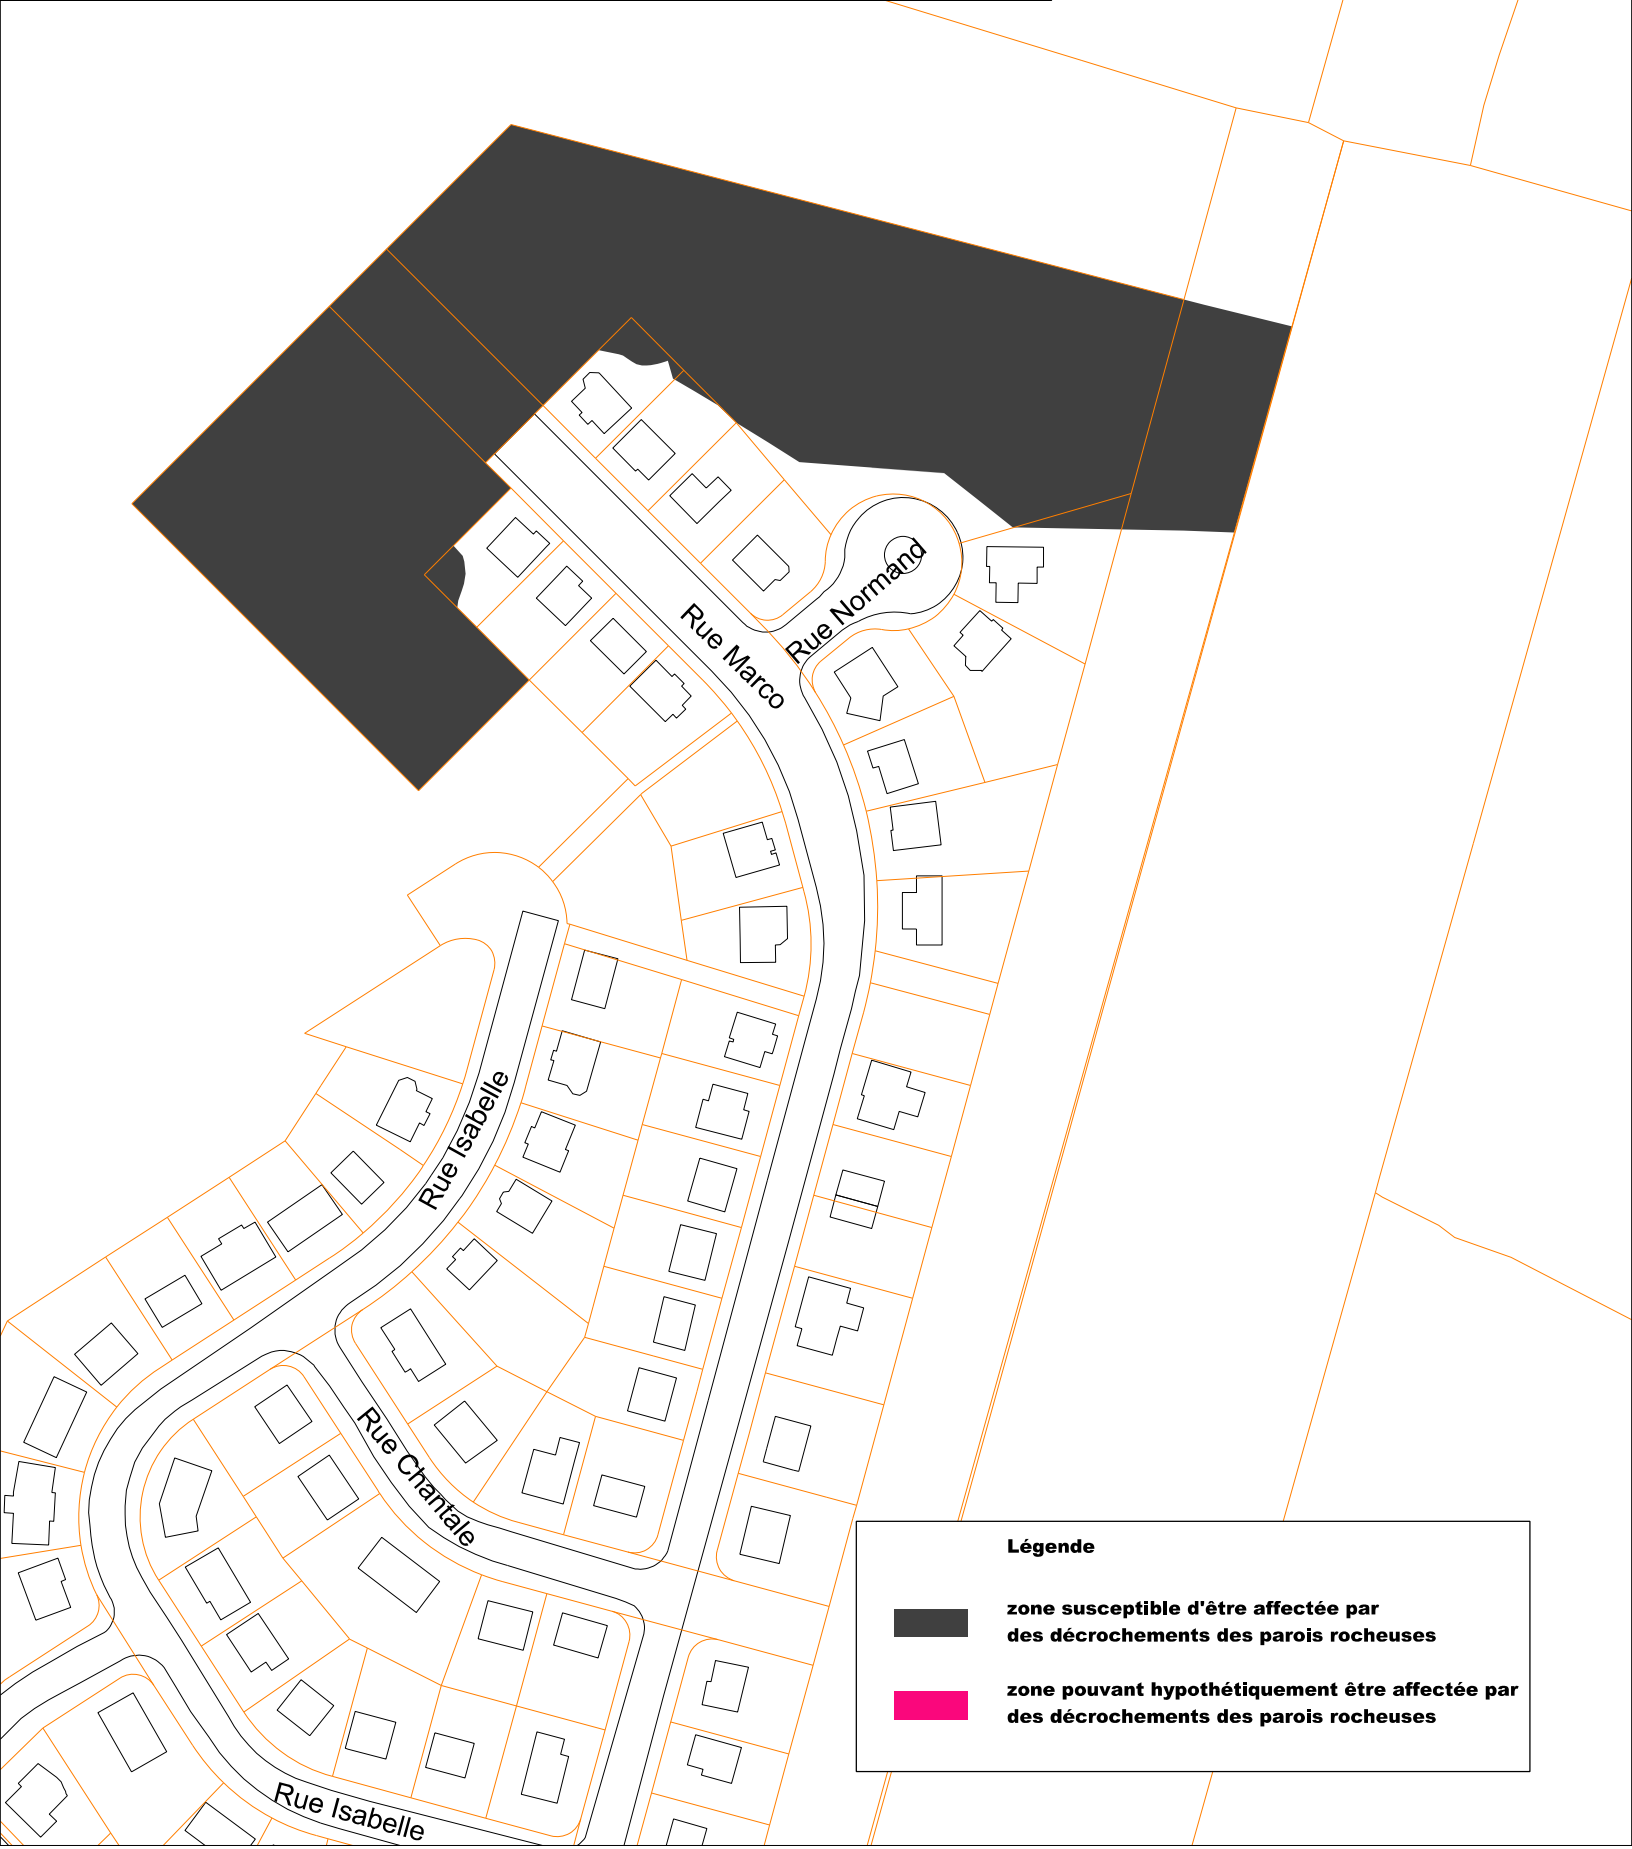 Rue Normand
Rue Marco
Rue Isabelle
Rue Chantale
Rue Isabelle
Légende
zone susceptible d'être affectée par
des décrochements des parois rocheuses
zone pouvant hypothétiquement être affectée par
des décrochements des parois rocheuses